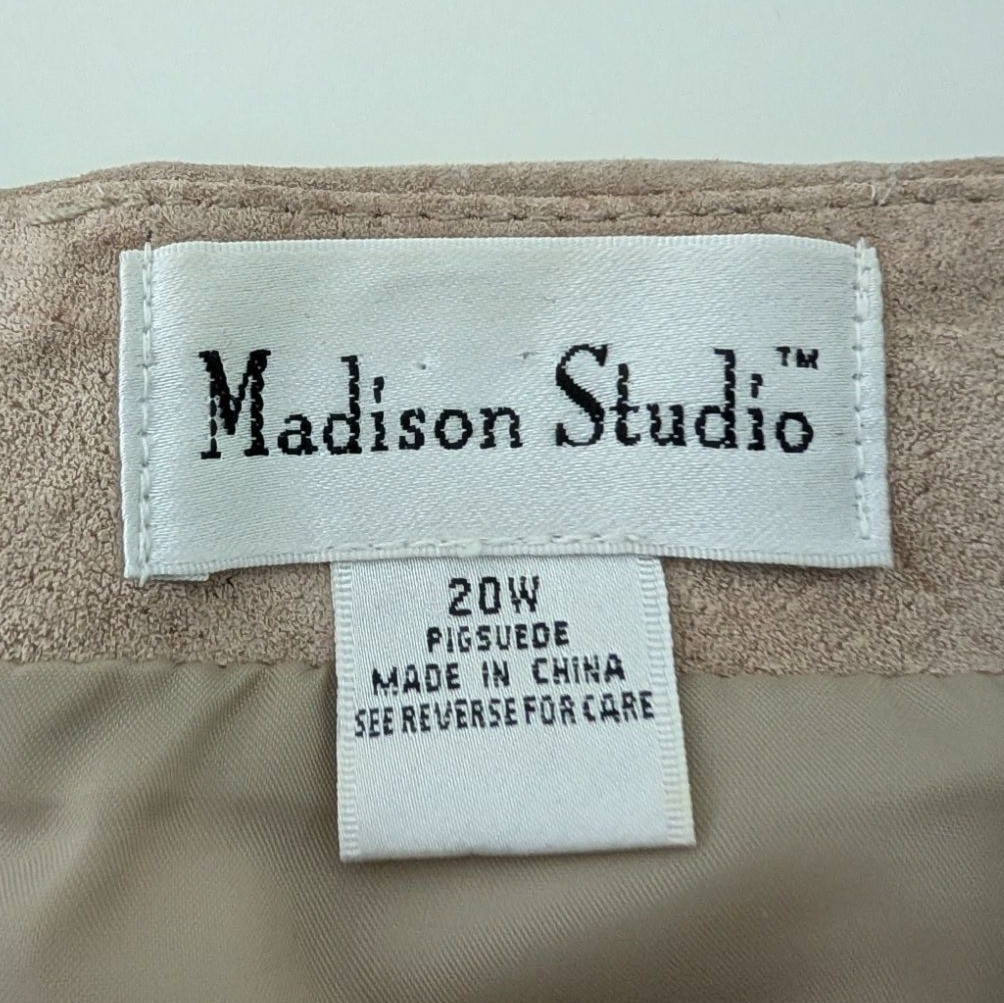 Madison Studio™
20W
PIGSUEDE
MADE IN CHINA
SEE REVERSE FOR CARE